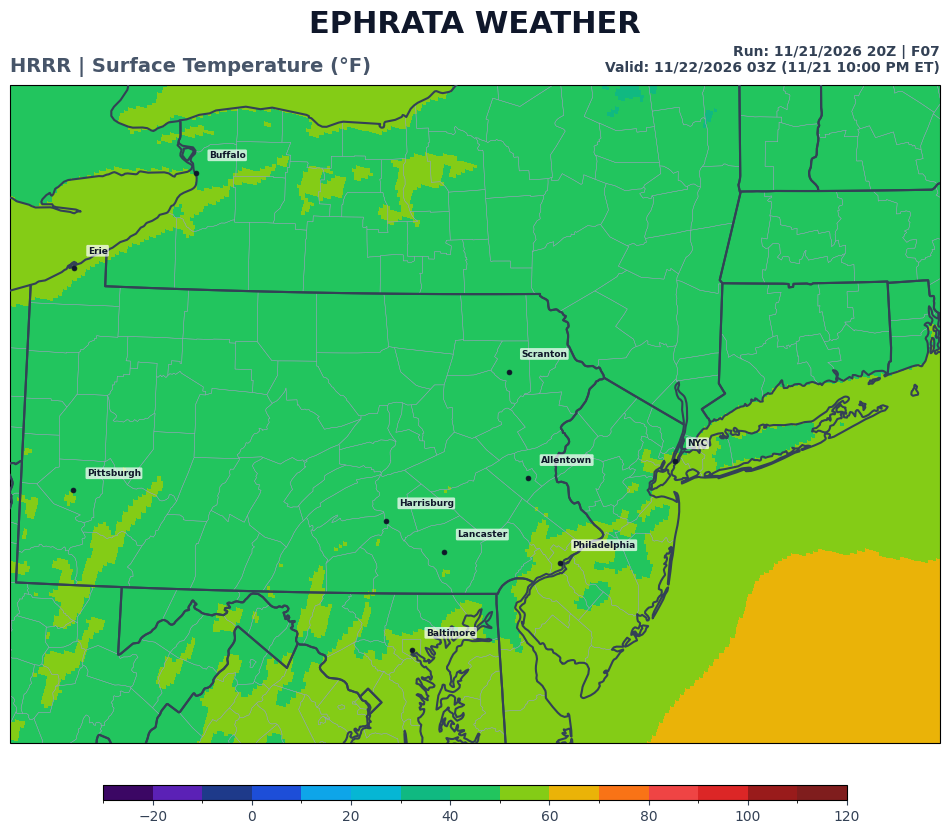 EPHRATA WEATHER
Run: 11/21/2026 20Z | F07
HRRR | Surface Temperature (°F)
Valid: 11/22/2026 03Z (11/21 10:00 PM ET)
Buffalo
Erie
Scranton
NYC
Allentown
Pittsburgh
Harrisburg
Lancaster
Philadelphia
Baltimore
−20 0 20 40 60 80 100 120